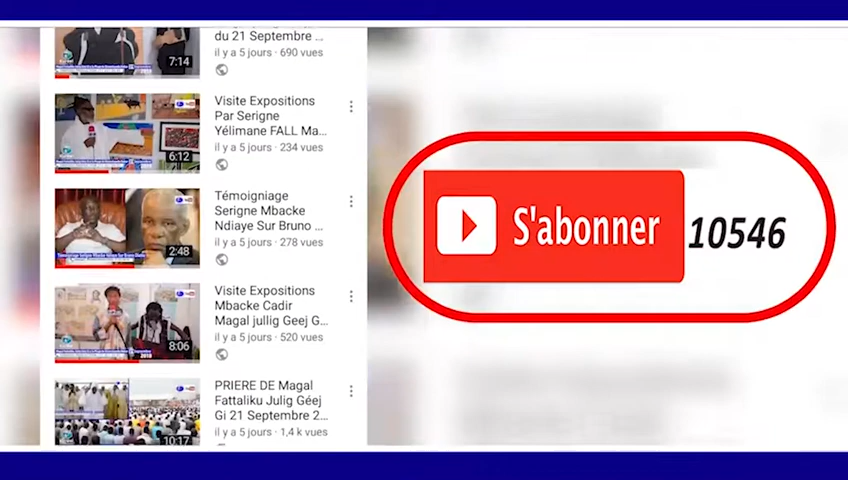 du 21 Septembre ...
il y a 5 jours · 690 vues
7:14
Visite Expositions
Par Serigne
Yélimane FALL Ma...
il y a 5 jours · 234 vues
6:12
Témoigniage
Serigne Mbacke
Ndiaye Sur Bruno ...
il y a 5 jours · 278 vues
2:48
Visite Expositions
Mbacke Cadir
Magal jullig Geej G...
il y a 5 jours · 520 vues
8:06
PRIERE DE Magal
Fattaliku Julig Géej
Gi 21 Septembre 2...
il y a 5 jours · 1,4 k vues
10:17
S'abonner
10546